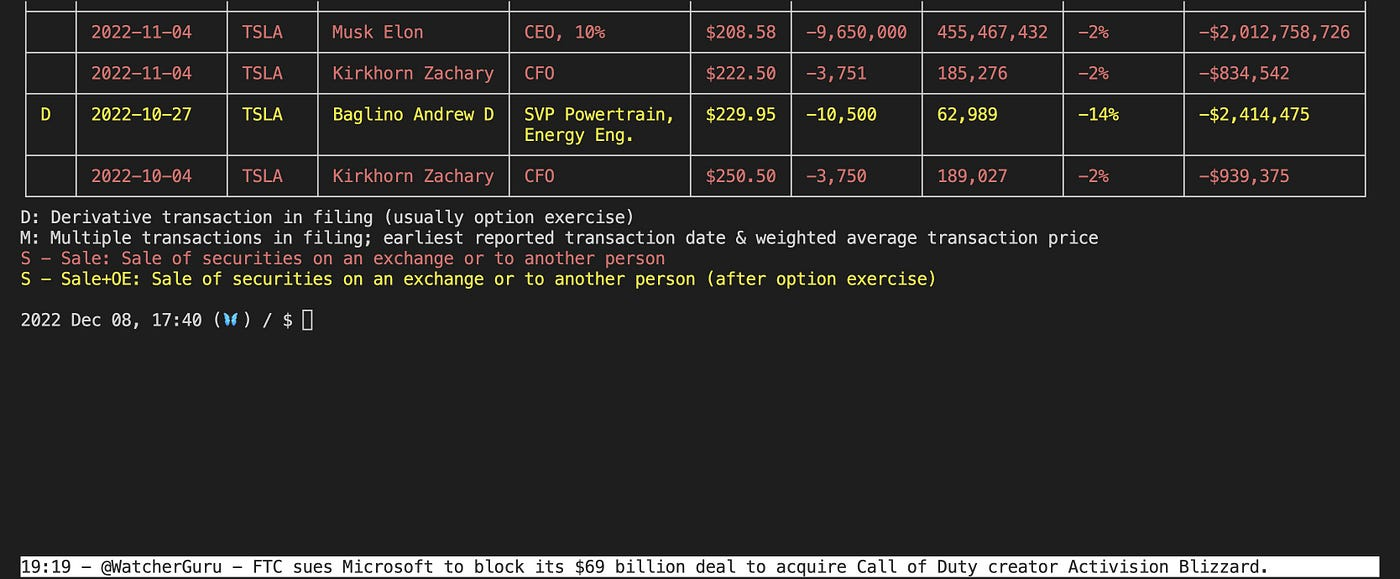 2022-11-04 TSLA Musk Elon CEO, 10% $208.58 -9,650,000 455,467,432 -2% -$2,012,758,726
2022-11-04 TSLA Kirkhorn Zachary CFO $222.50 -3,751 185,276 -2% -$834,542
D 2022-10-27 TSLA Baglino Andrew D SVP Powertrain, $229.95 -10,500 62,989 -14% -$2,414,475
Energy Eng.
2022-10-04 TSLA Kirkhorn Zachary CFO $250.50 -3,750 189,027 -2% -$939,375
D: Derivative transaction in filing (usually option exercise)
M: Multiple transactions in filing; earliest reported transaction date & weighted average transaction price
S - Sale: Sale of securities on an exchange or to another person
S - Sale+OE: Sale of securities on an exchange or to another person (after option exercise)
2022 Dec 08, 17:40 (🦋) / $
19:19 - @WatcherGuru - FTC sues Microsoft to block its $69 billion deal to acquire Call of Duty creator Activision Blizzard.